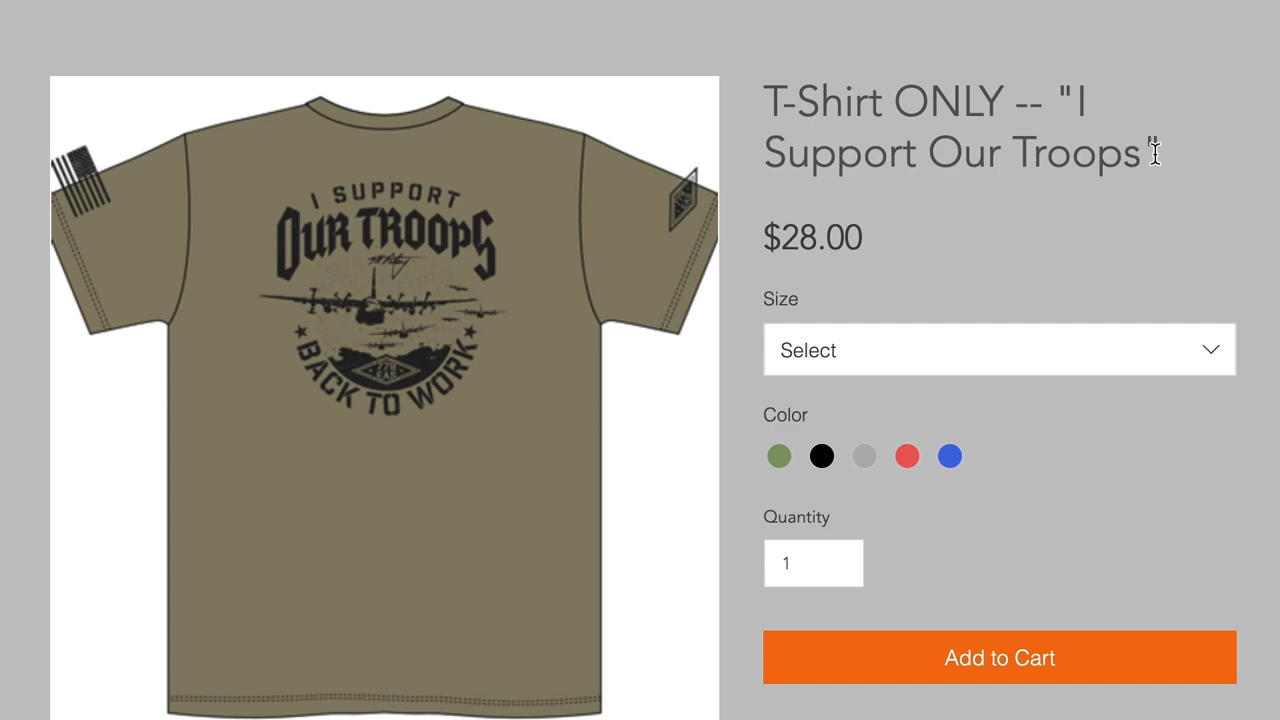 T-Shirt ONLY -- "I
Support Our Troops"
$28.00
Size
Select
Color
Quantity
1
Add to Cart
I SUPPORT
OUR TROOPS
BACK TO WORK